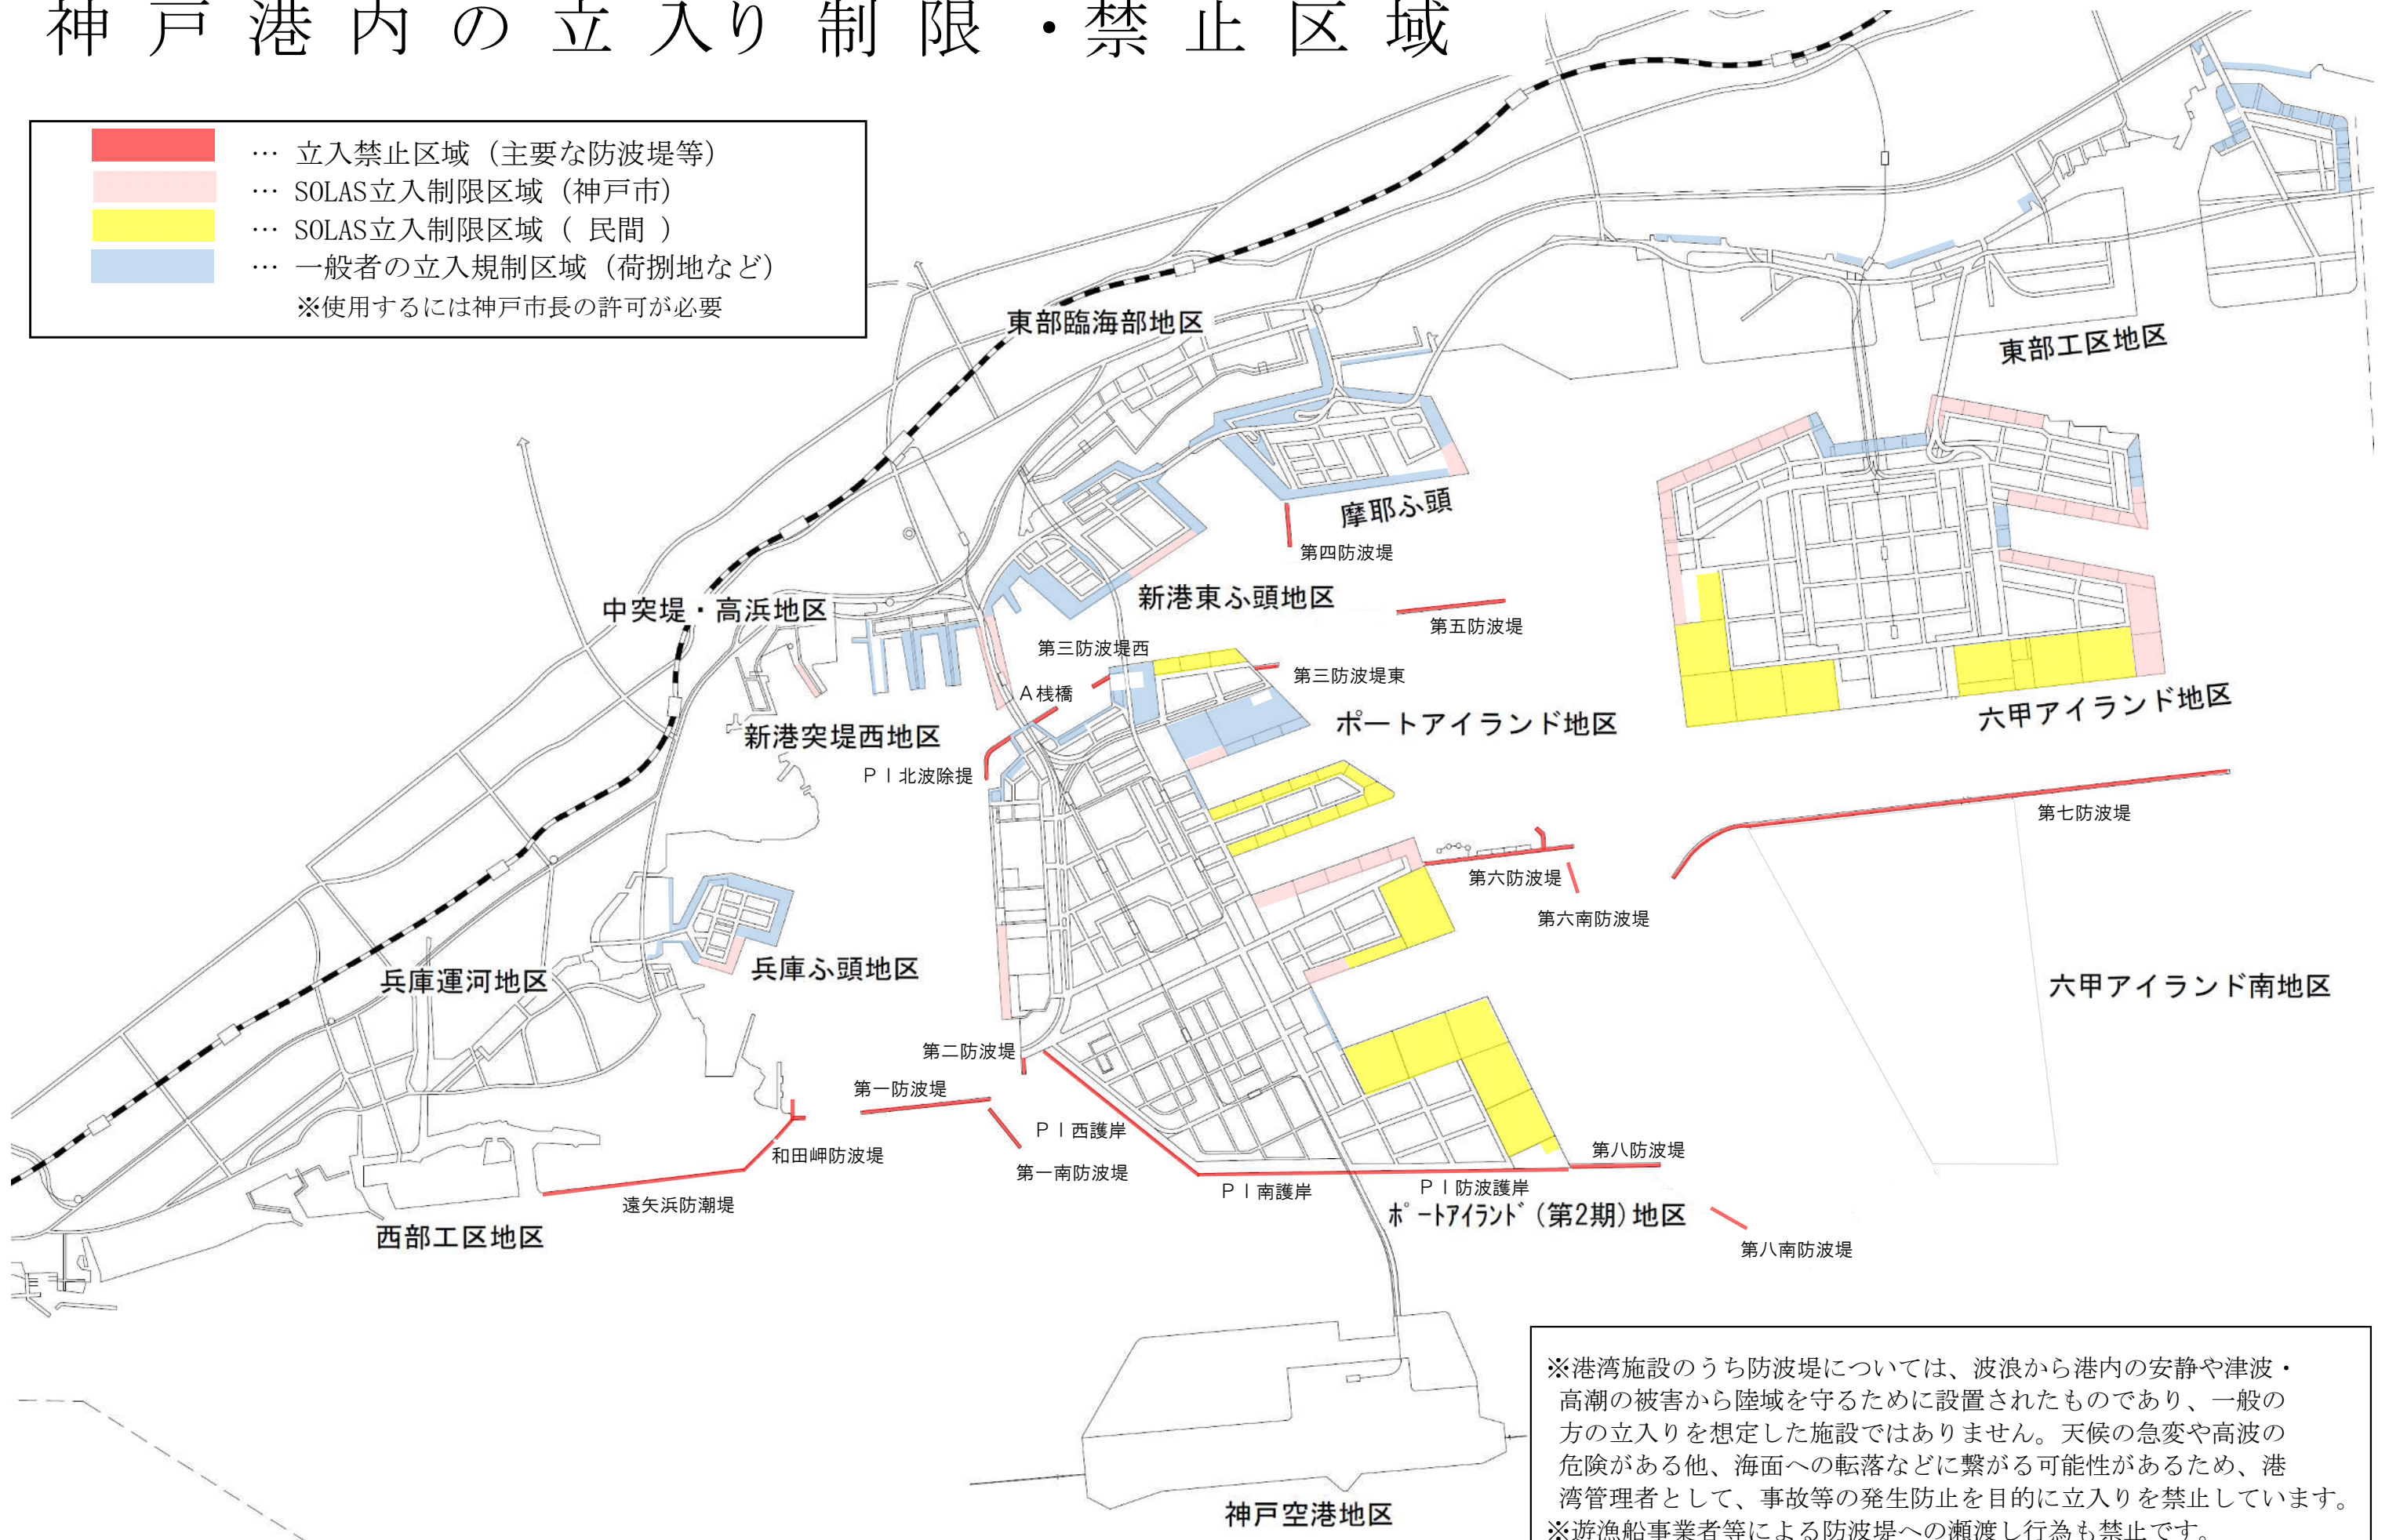 神戸港内の立入り制限・禁止区域
… 立入禁止区域（主要な防波堤等）
… SOLAS立入制限区域（神戸市）
… SOLAS立入制限区域（ 民間 ）
… 一般者の立入規制区域（荷捌地など）
※使用するには神戸市長の許可が必要
東部臨海部地区
東部工区地区
摩耶ふ頭
第四防波堤
新港東ふ頭地区
中突堤・高浜地区
第五防波堤
第三防波堤西
第三防波堤東
A桟橋
ポートアイランド地区
六甲アイランド地区
新港突堤西地区
PI北波除堤
第七防波堤
第六防波堤
第六南防波堤
兵庫ふ頭地区
兵庫運河地区
六甲アイランド南地区
第二防波堤
第一防波堤
PI西護岸
和田岬防波堤
第一南防波堤
第八防波堤
PI南護岸
PI防波護岸
遠矢浜防潮堤
ﾎﾟｰﾄｱｲﾗﾝﾄﾞ(第2期)地区
西部工区地区
第八南防波堤
神戸空港地区
※港湾施設のうち防波堤については、波浪から港内の安静や津波・
高潮の被害から陸域を守るために設置されたものであり、一般の
方の立入りを想定した施設ではありません。天候の急変や高波の
危険がある他、海面への転落などに繋がる可能性があるため、港
湾管理者として、事故等の発生防止を目的に立入りを禁止しています。
※遊漁船事業者等による防波堤への瀬渡し行為も禁止です。